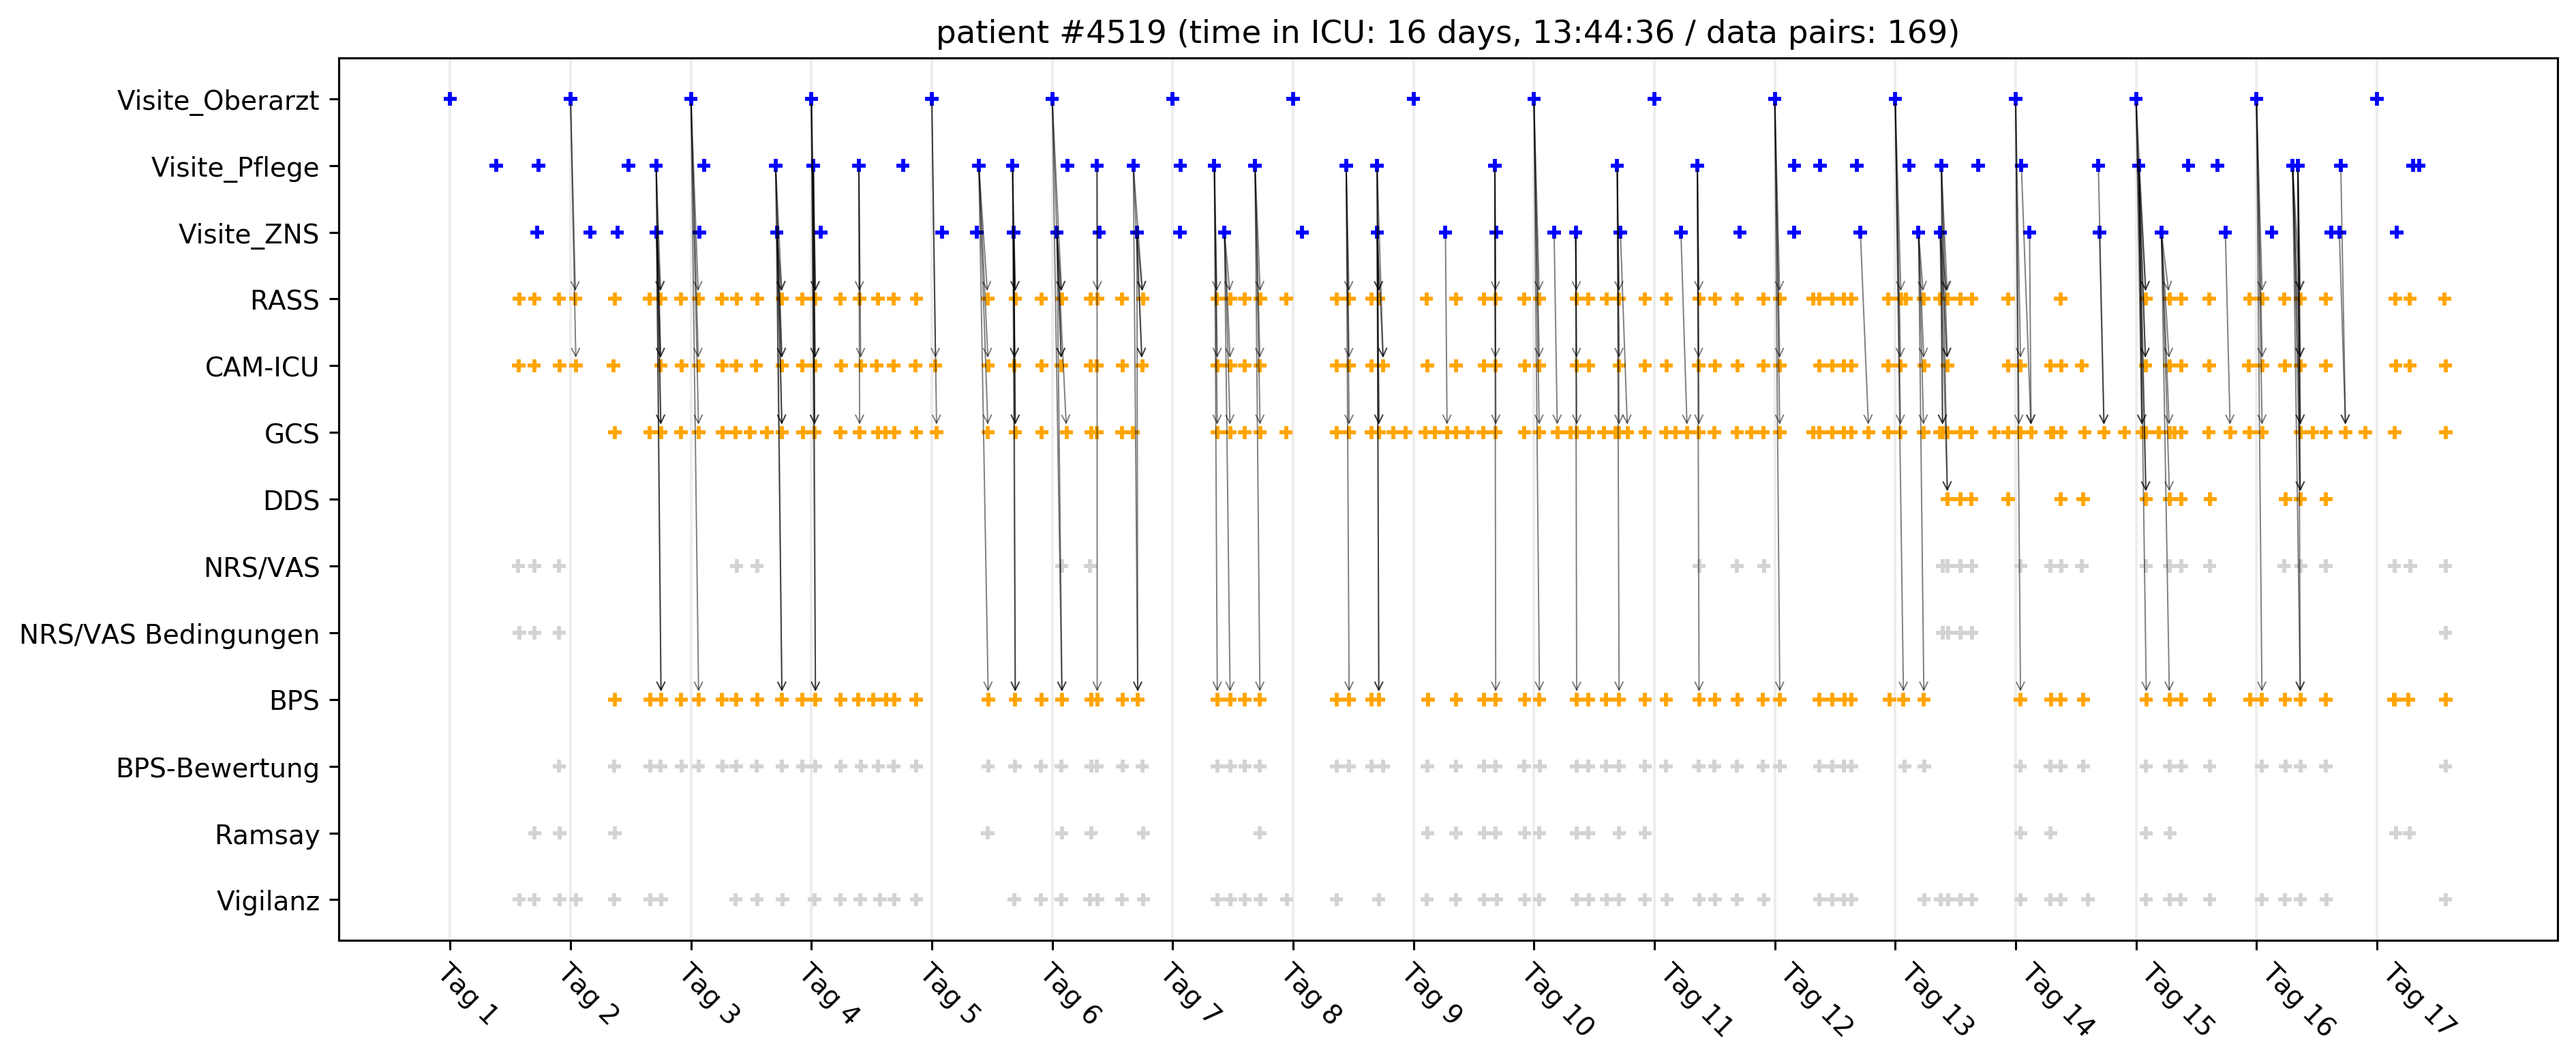 patient #4519 (time in ICU: 16 days, 13:44:36 / data pairs: 169)
Visite_Oberarzt
Visite_Pflege
Visite_ZNS
RASS
CAM-ICU
GCS
DDS
NRS/VAS
NRS/VAS Bedingungen
BPS
BPS-Bewertung
Ramsay
Vigilanz
Tag 1
Tag 2
Tag 3
Tag 4
Tag 5
Tag 6
Tag 7
Tag 8
Tag 9
Tag 10
Tag 11
Tag 12
Tag 13
Tag 14
Tag 15
Tag 16
Tag 17